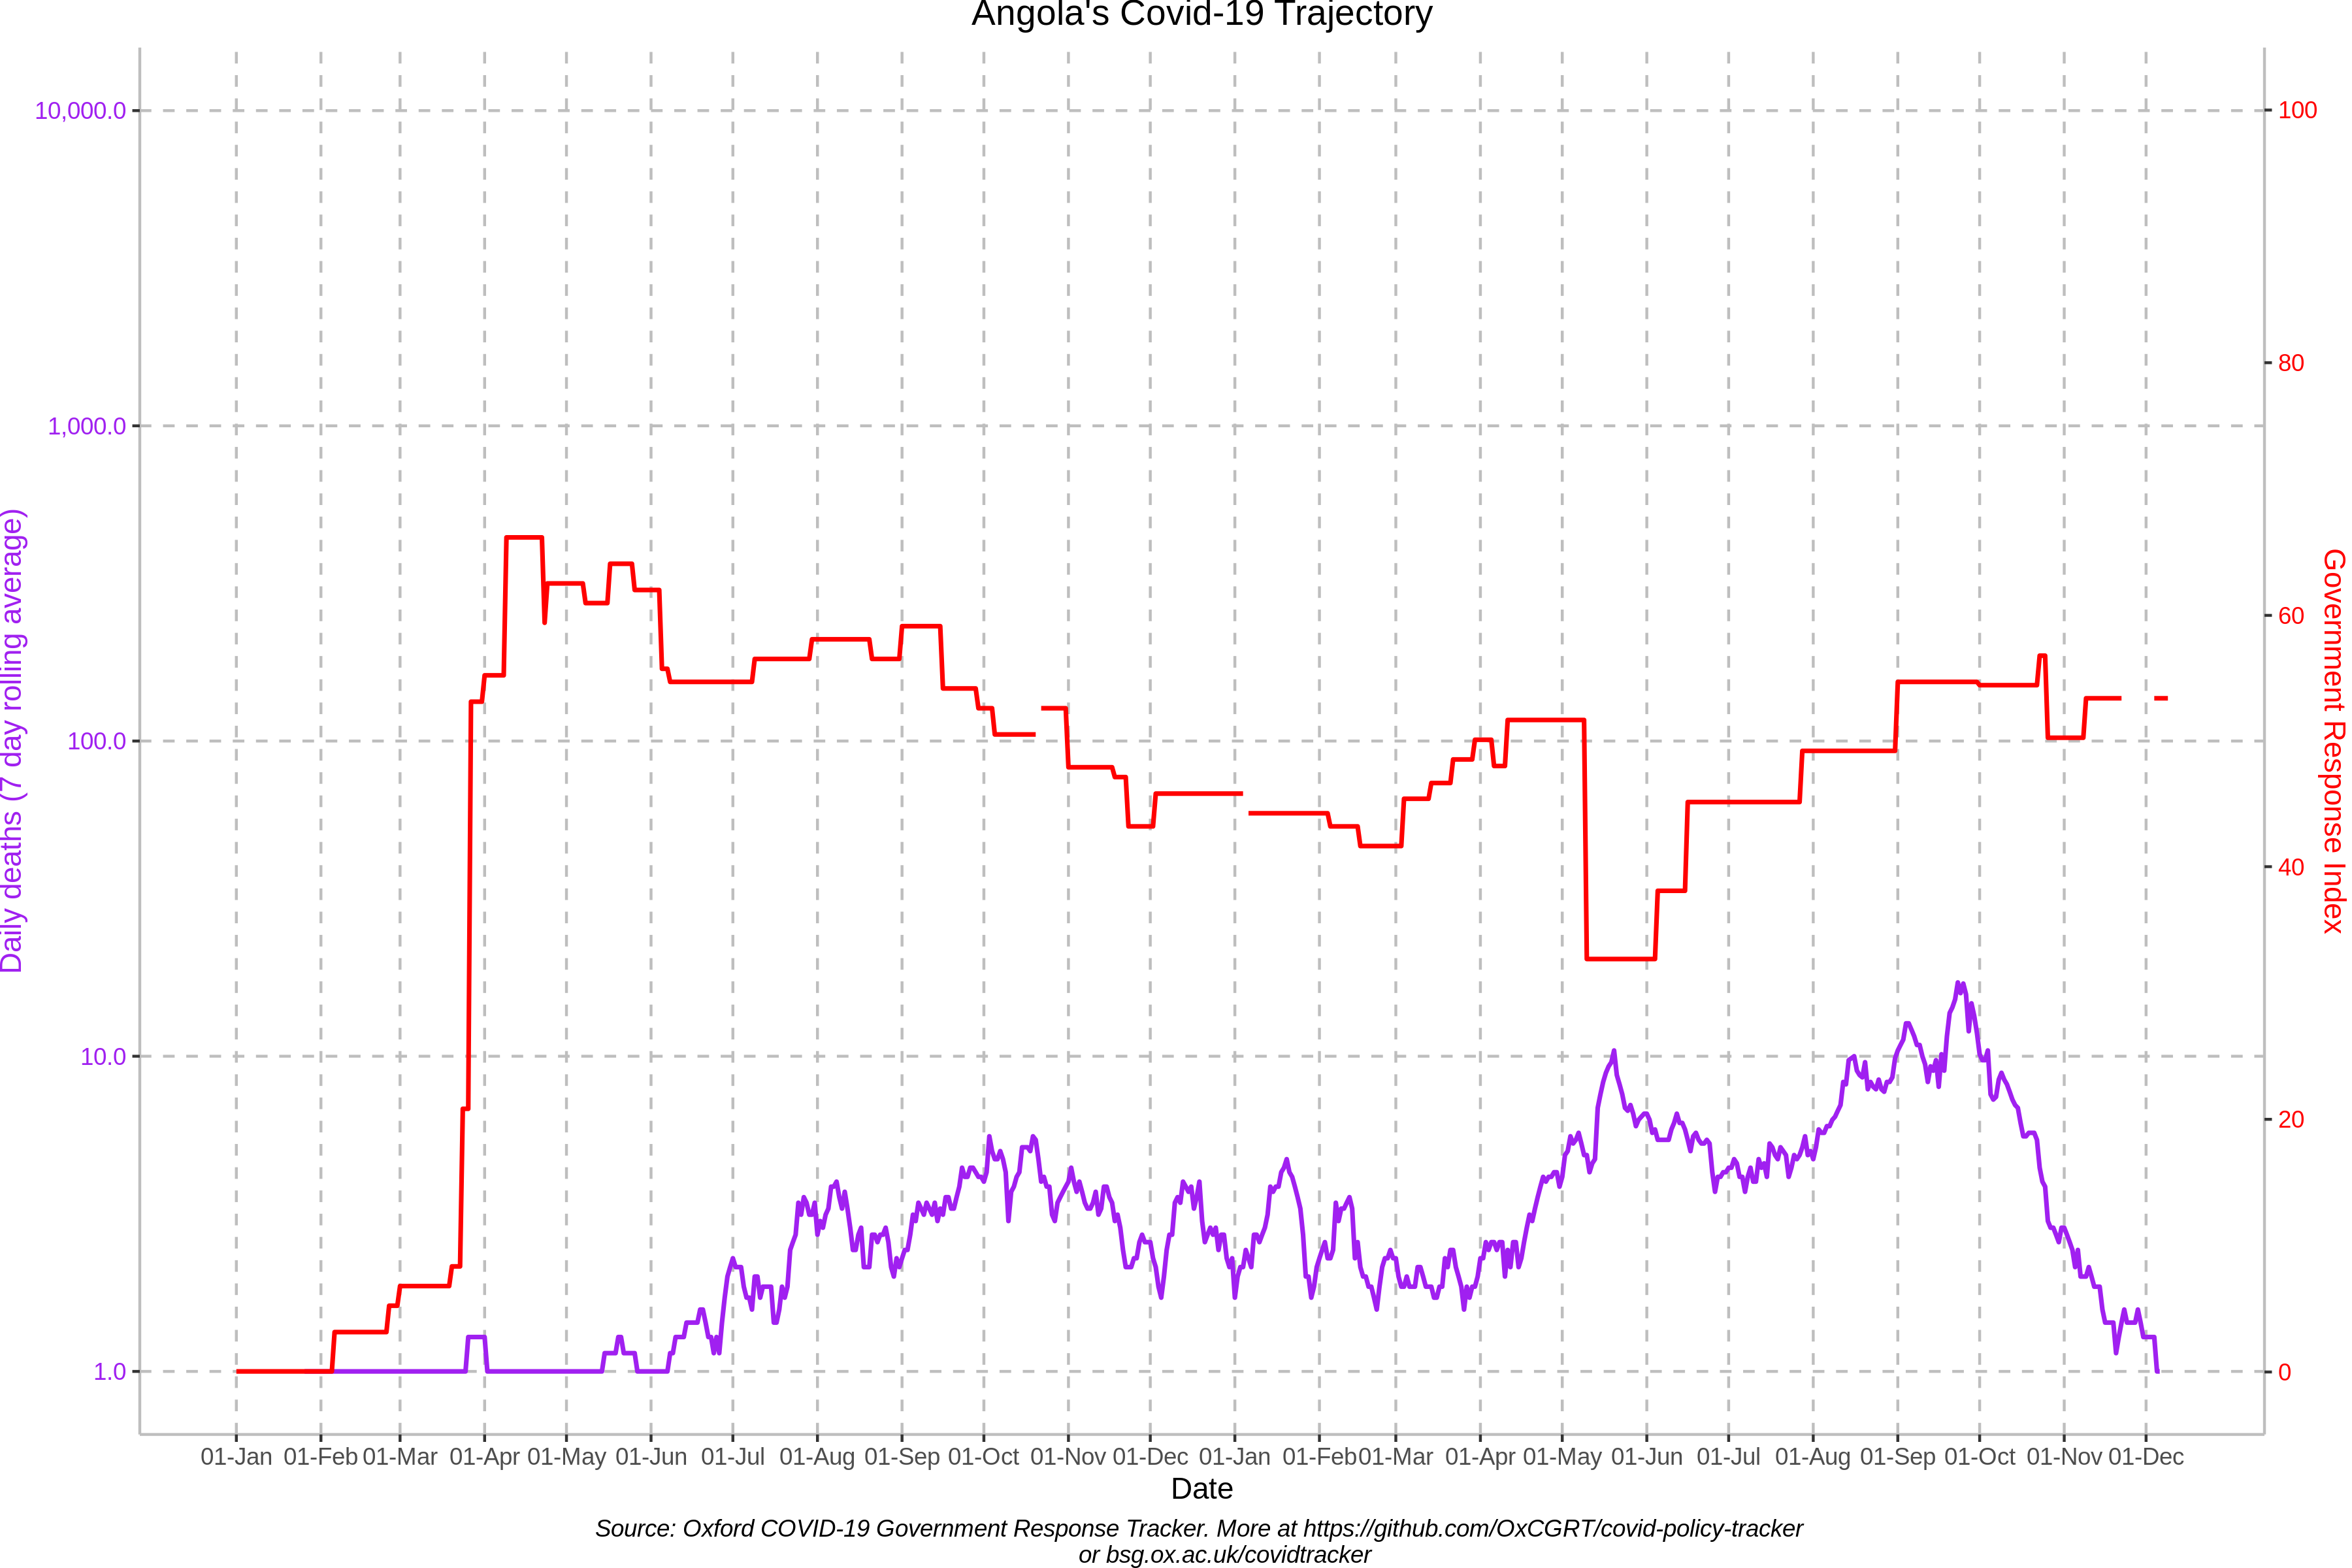 Angola's Covid-19 Trajectory
10,000.0
1,000.0
100.0
10.0
1.0
Daily deaths (7 day rolling average)
100
80
60
40
20
0
Government Response Index
01-Jan 01-Feb 01-Mar 01-Apr 01-May 01-Jun 01-Jul 01-Aug 01-Sep 01-Oct 01-Nov 01-Dec 01-Jan 01-Feb 01-Mar 01-Apr 01-May 01-Jun 01-Jul 01-Aug 01-Sep 01-Oct 01-Nov 01-Dec
Date
Source: Oxford COVID-19 Government Response Tracker. More at https://github.com/OxCGRT/covid-policy-tracker
or bsg.ox.ac.uk/covidtracker